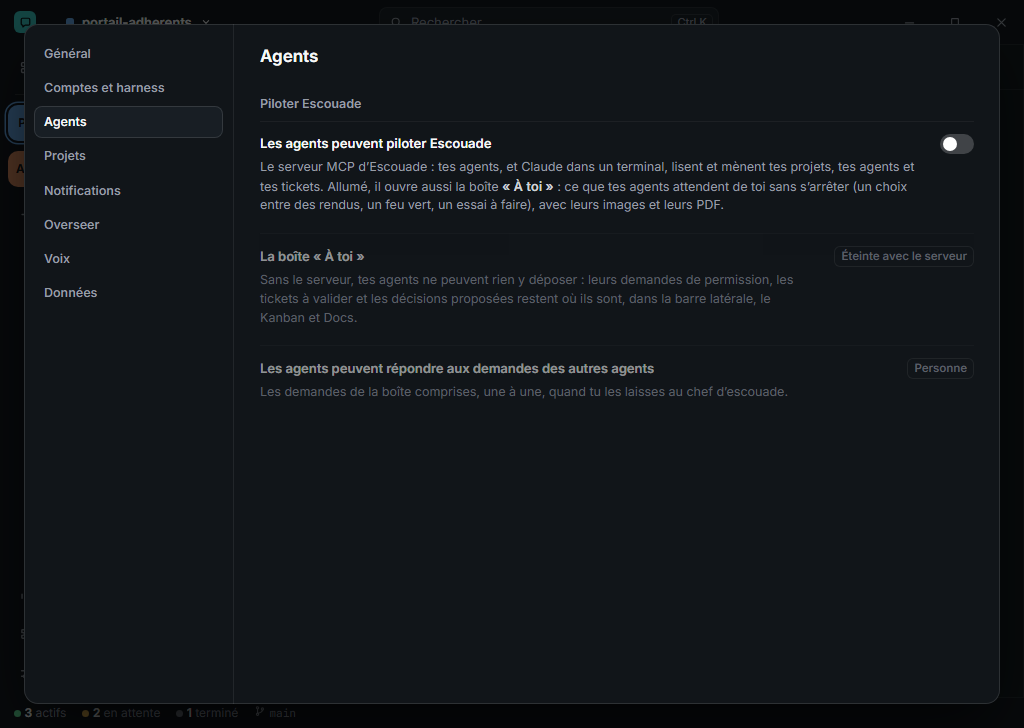 portail-adherents
Rechercher
Ctrl K
Général
Comptes et harness
Agents
Projets
Notifications
Overseer
Voix
Données
Agents
Piloter Escouade
Les agents peuvent piloter Escouade
Le serveur MCP d’Escouade : tes agents, et Claude dans un terminal, lisent et mènent tes projets, tes agents et
tes tickets. Allumé, il ouvre aussi la boîte « À toi » : ce que tes agents attendent de toi sans s’arrêter (un choix
entre des rendus, un feu vert, un essai à faire), avec leurs images et leurs PDF.
La boîte « À toi »
Éteinte avec le serveur
Sans le serveur, tes agents ne peuvent rien y déposer : leurs demandes de permission, les
tickets à valider et les décisions proposées restent où ils sont, dans la barre latérale, le
Kanban et Docs.
Les agents peuvent répondre aux demandes des autres agents
Personne
Les demandes de la boîte comprises, une à une, quand tu les laisses au chef d’escouade.
3 actifs
2 en attente
1 terminé
main